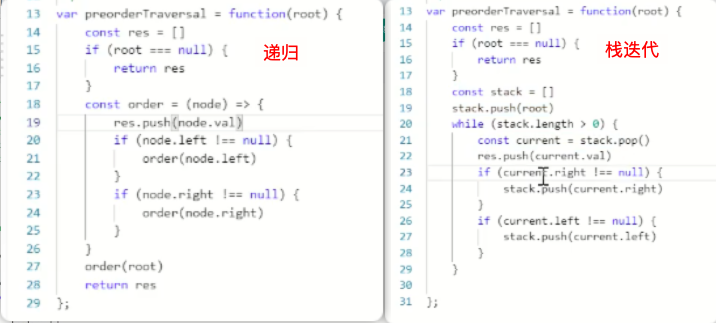 13 var preorderTraversal = function(root) {
14     const res = []
15     if (root === null) {
16         return res
17     }
18     const order = (node) => {
19         res.push(node.val)
20         if (node.left !== null) {
21             order(node.left)
22         }
23         if (node.right !== null) {
24             order(node.right)
25         }
26     }
27     order(root)
28     return res
29 };
递归
13 var preorderTraversal = function(root) {
14     const res = []
15     if (root === null) {
16         return res
17     }
18     const stack = []
19     stack.push(root)
20     while (stack.length > 0) {
21         const current = stack.pop()
22         res.push(current.val)
23         if (current.right !== null) {
24             stack.push(current.right)
25         }
26         if (current.left !== null) {
27             stack.push(current.left)
28         }
29     }
30
31 };
栈迭代